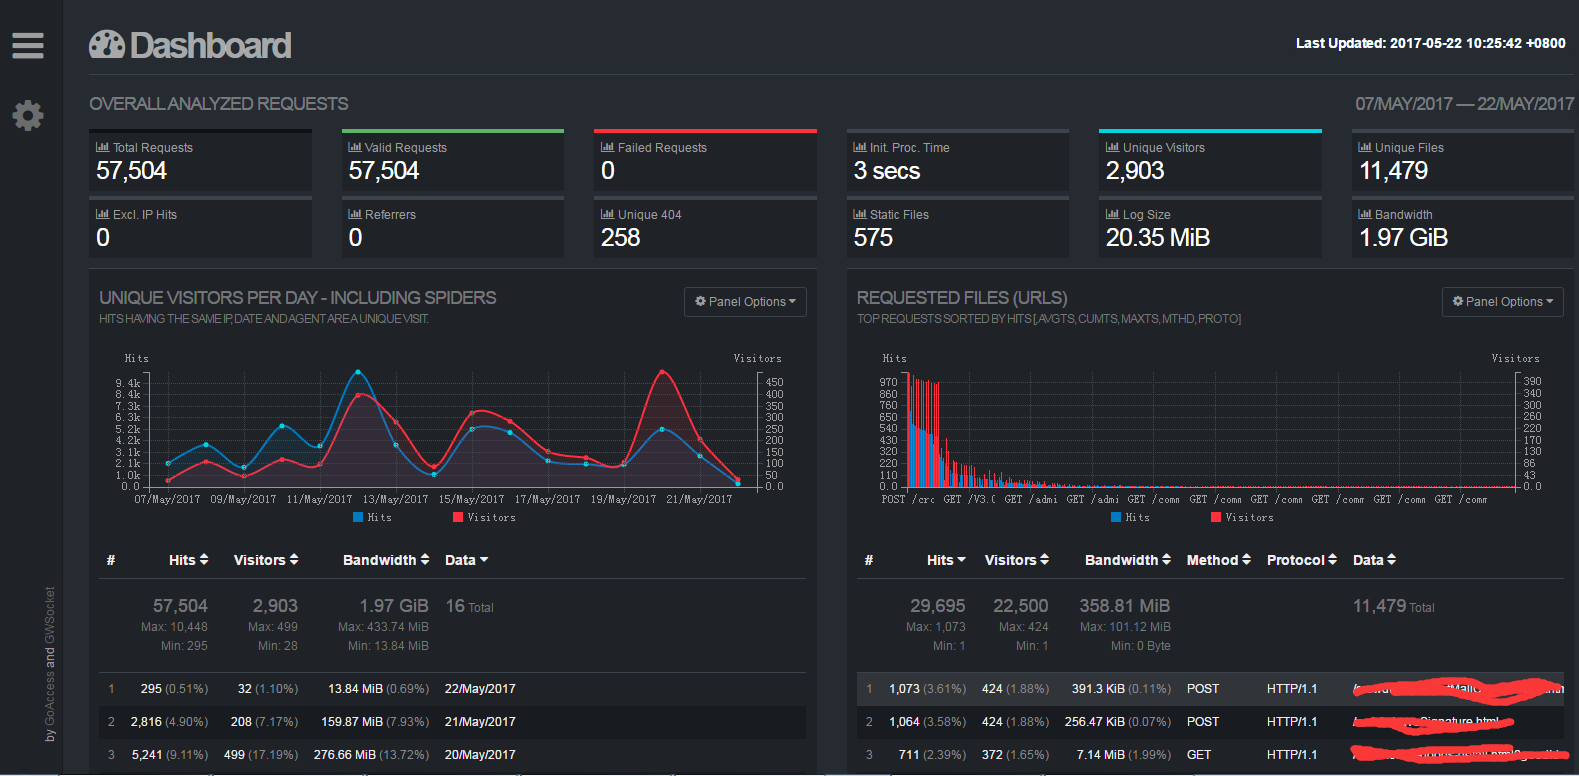 Dashboard
Last Updated: 2017-05-22 10:25:42 +0800
OVERALL ANALYZED REQUESTS
07/MAY/2017 — 22/MAY/2017
Total Requests
57,504
Valid Requests
57,504
Failed Requests
0
Init. Proc. Time
3 secs
Unique Visitors
2,903
Unique Files
11,479
Excl. IP Hits
0
Referrers
0
Unique 404
258
Static Files
575
Log Size
20.35 MiB
Bandwidth
1.97 GiB
UNIQUE VISITORS PER DAY - INCLUDING SPIDERS
HITS HAVING THE SAME IP, DATE AND AGENT ARE A UNIQUE VISIT.
Panel Options
Hits
Visitors
9.4k
8.4k
7.3k
6.3k
5.2k
4.2k
3.1k
2.1k
1.0k
0.0
450
400
350
300
250
200
150
100
50
0.0
07/May/2017 09/May/2017 11/May/2017 13/May/2017 15/May/2017 17/May/2017 19/May/2017 21/May/2017
Hits Visitors
# Hits Visitors Bandwidth Data
57,504 2,903 1.97 GiB 16 Total
Max: 10,448 Max: 499 Max: 433.74 MiB
Min: 295 Min: 28 Min: 13.84 MiB
1 295 (0.51%) 32 (1.10%) 13.84 MiB (0.69%) 22/May/2017
2 2,816 (4.90%) 208 (7.17%) 159.87 MiB (7.93%) 21/May/2017
3 5,241 (9.11%) 499 (17.19%) 276.66 MiB (13.72%) 20/May/2017
REQUESTED FILES (URLS)
TOP REQUESTS SORTED BY HITS [, AVGTS, CUMTS, MAXTS, MTHD, PROTO]
Panel Options
Hits
Visitors
970
860
760
650
540
430
320
220
110
0.0
390
340
300
260
220
170
130
86
43
0.0
POST /crc GET /V3.0 GET /admi GET /admi GET /comm GET /comm GET /comm GET /comm GET /comm GET /comm
Hits Visitors
# Hits Visitors Bandwidth Method Protocol Data
29,695 22,500 358.81 MiB 11,479 Total
Max: 1,073 Max: 424 Max: 101.12 MiB
Min: 1 Min: 1 Min: 0 Byte
1 1,073 (3.61%) 424 (1.88%) 391.3 KiB (0.11%) POST HTTP/1.1
2 1,064 (3.58%) 424 (1.88%) 256.47 KiB (0.07%) POST HTTP/1.1
3 711 (2.39%) 372 (1.65%) 7.14 MiB (1.99%) GET HTTP/1.1
by GoAccess and GWSocket